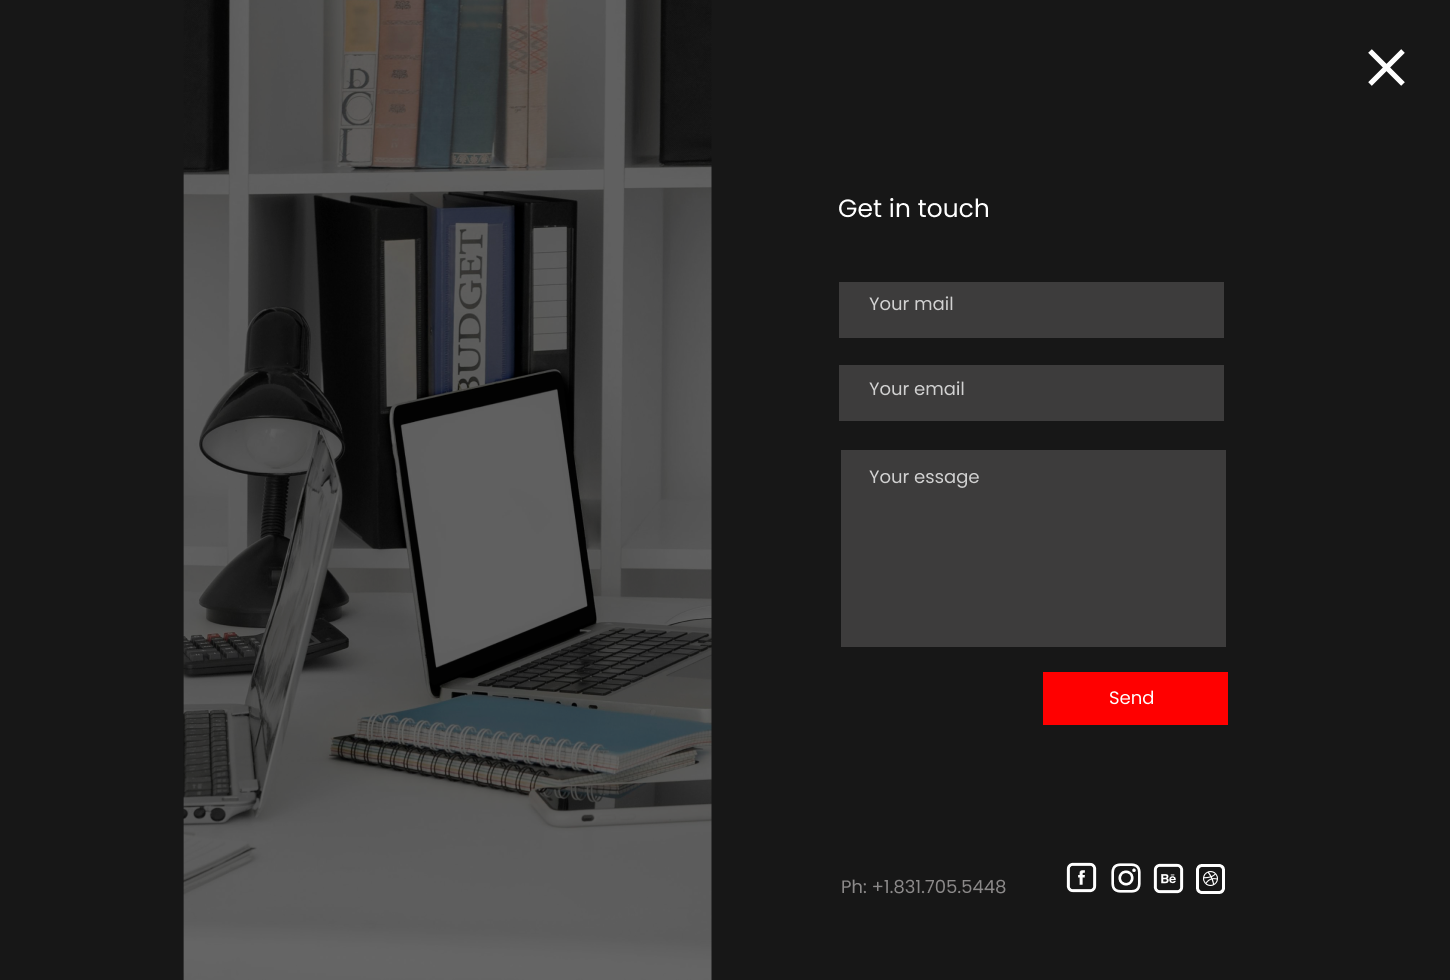 DCL
BUDGET
Get in touch
Your mail
Your email
Your essage
Send
Ph: +1.831.705.5448
f
Bē